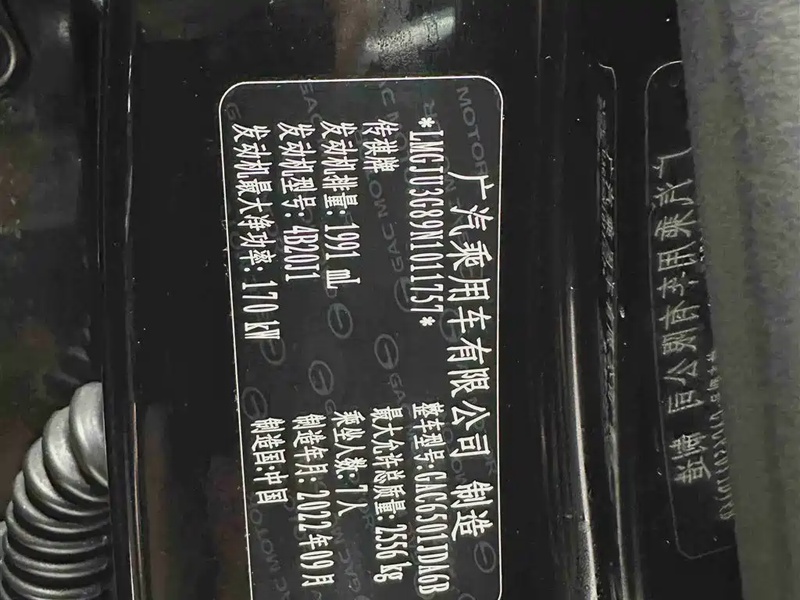 广汽乘用车有限公司 制造
*LMGJU3G89N1011757*
整车型号: GAC6501JDA6B
传祺牌
最大允许总质量: 2556 kg
发动机排量: 1991 mL
乘坐人数: 7人
发动机型号: 4B20J1
制造年月: 2022年09月
发动机最大净功率: 170 kW
制造国: 中国